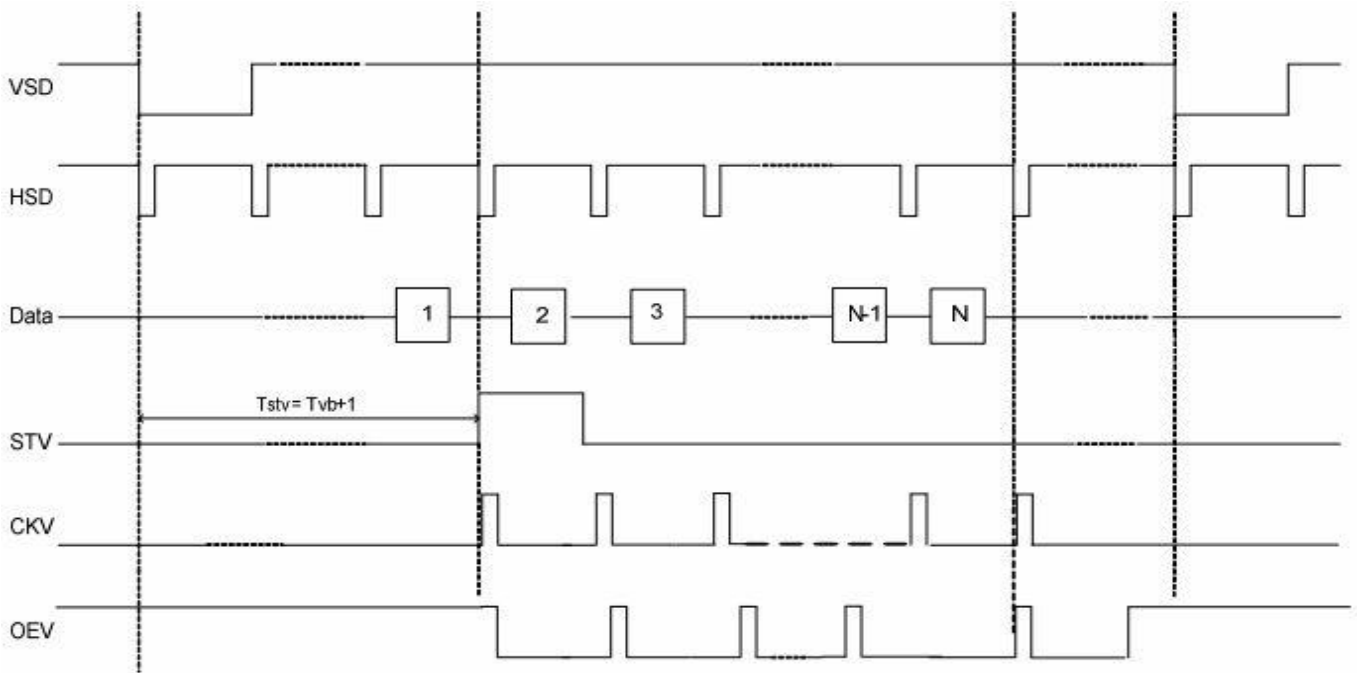 VSD
HSD
Data
1
2
3
N-1
N
Tstv = Tvb+1
STV
CKV
OEV